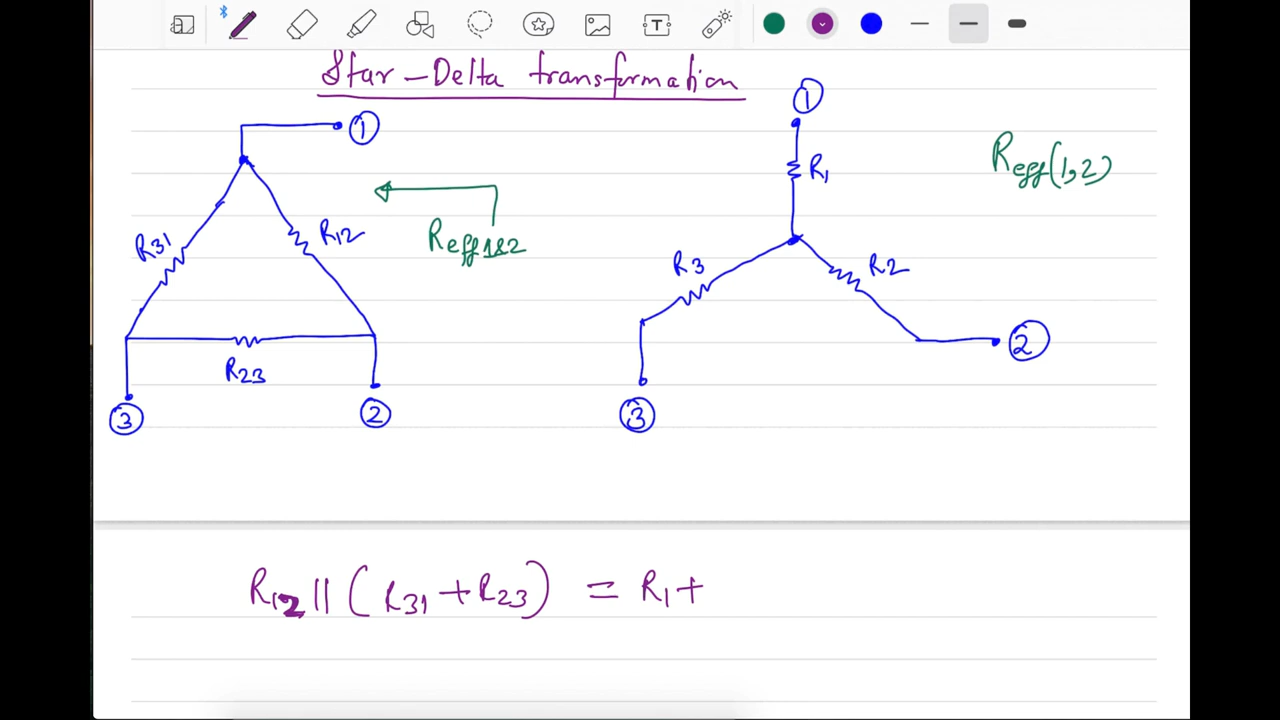 Star-Delta transformation
①
①
R₁
Reff(1,2)
R31
R12
Reff1&2
R3
R2
②
R23
③
②
③
R12 || (R31 + R23) = R1 +
T